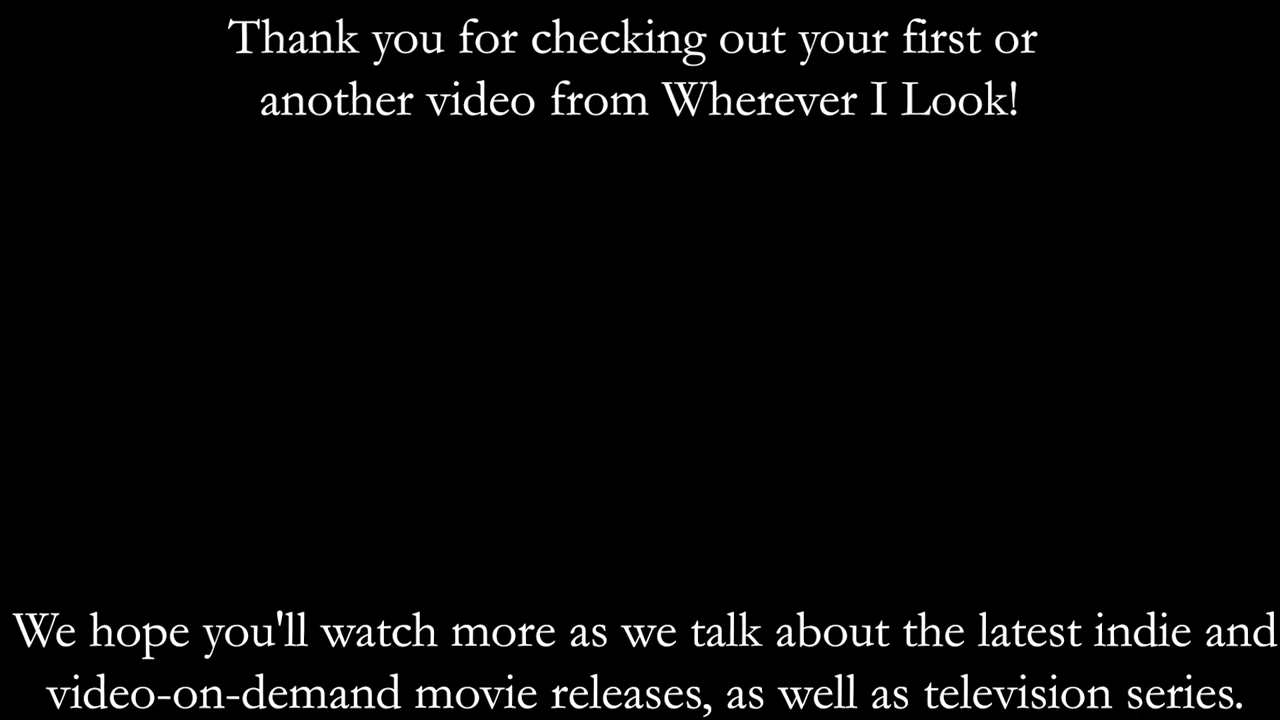 Thank you for checking out your first or
another video from Wherever I Look!
We hope you'll watch more as we talk about the latest indie and
video-on-demand movie releases, as well as television series.